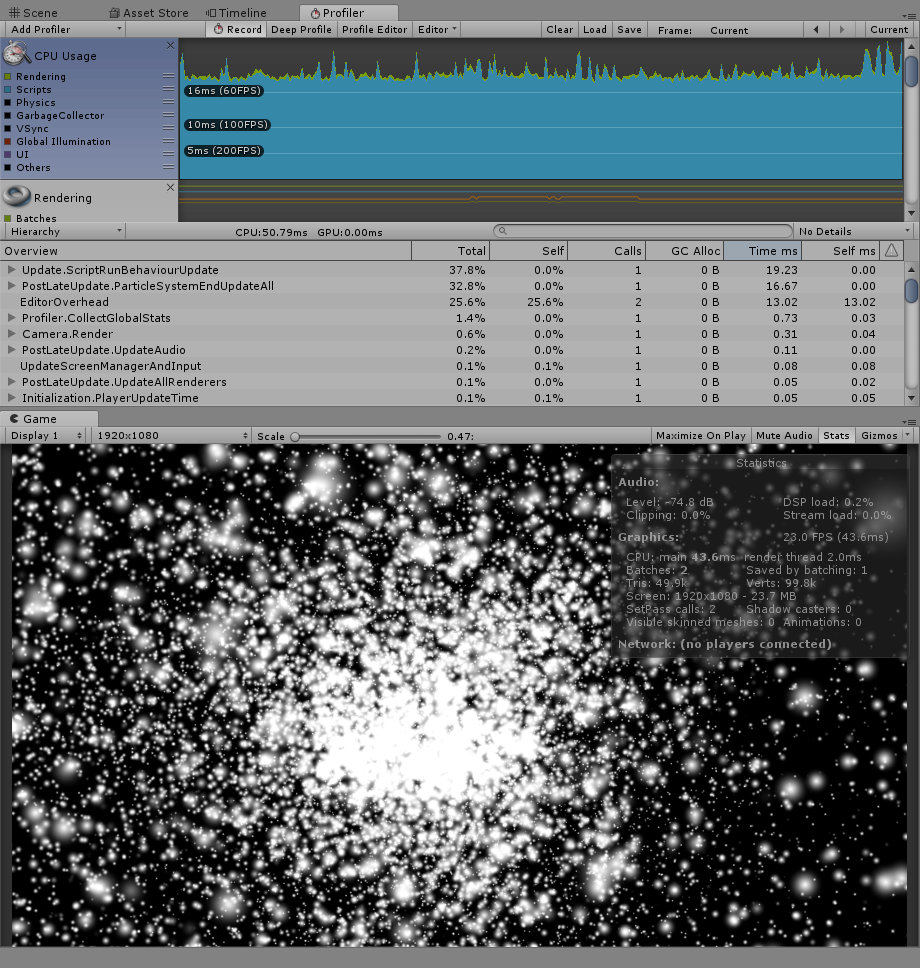 Scene Asset Store Timeline Profiler
Add Profiler Record Deep Profile Profile Editor Editor Clear Load Save Frame: Current Current
CPU Usage
Rendering
Scripts
Physics
GarbageCollector
VSync
Global Illumination
UI
Others
16ms (60FPS)
10ms (100FPS)
5ms (200FPS)
Rendering
Batches
Hierarchy CPU:50.79ms GPU:0.00ms No Details
Overview Total Self Calls GC Alloc Time ms Self ms
Update.ScriptRunBehaviourUpdate 37.8% 0.0% 1 0 B 19.23 0.00
PostLateUpdate.ParticleSystemEndUpdateAll 32.8% 0.0% 1 0 B 16.67 0.00
EditorOverhead 25.6% 25.6% 2 0 B 13.02 13.02
Profiler.CollectGlobalStats 1.4% 0.0% 1 0 B 0.73 0.03
Camera.Render 0.6% 0.0% 1 0 B 0.31 0.04
PostLateUpdate.UpdateAudio 0.2% 0.0% 1 0 B 0.11 0.00
UpdateScreenManagerAndInput 0.1% 0.1% 1 0 B 0.08 0.08
PostLateUpdate.UpdateAllRenderers 0.1% 0.0% 1 0 B 0.05 0.02
Initialization.PlayerUpdateTime 0.1% 0.1% 1 0 B 0.05 0.05
Game
Display 1 1920x1080 Scale 0.47: Maximize On Play Mute Audio Stats Gizmos
Statistics
Audio:
Level: -74.8 dB DSP load: 0.2%
Clipping: 0.0% Stream load: 0.0%
Graphics: 23.0 FPS (43.6ms)
CPU: main 43.6ms render thread 2.0ms
Batches: 2 Saved by batching: 1
Tris: 49.9k Verts: 99.8k
Screen: 1920x1080 - 23.7 MB
SetPass calls: 2 Shadow casters: 0
Visible skinned meshes: 0 Animations: 0
Network: (no players connected)